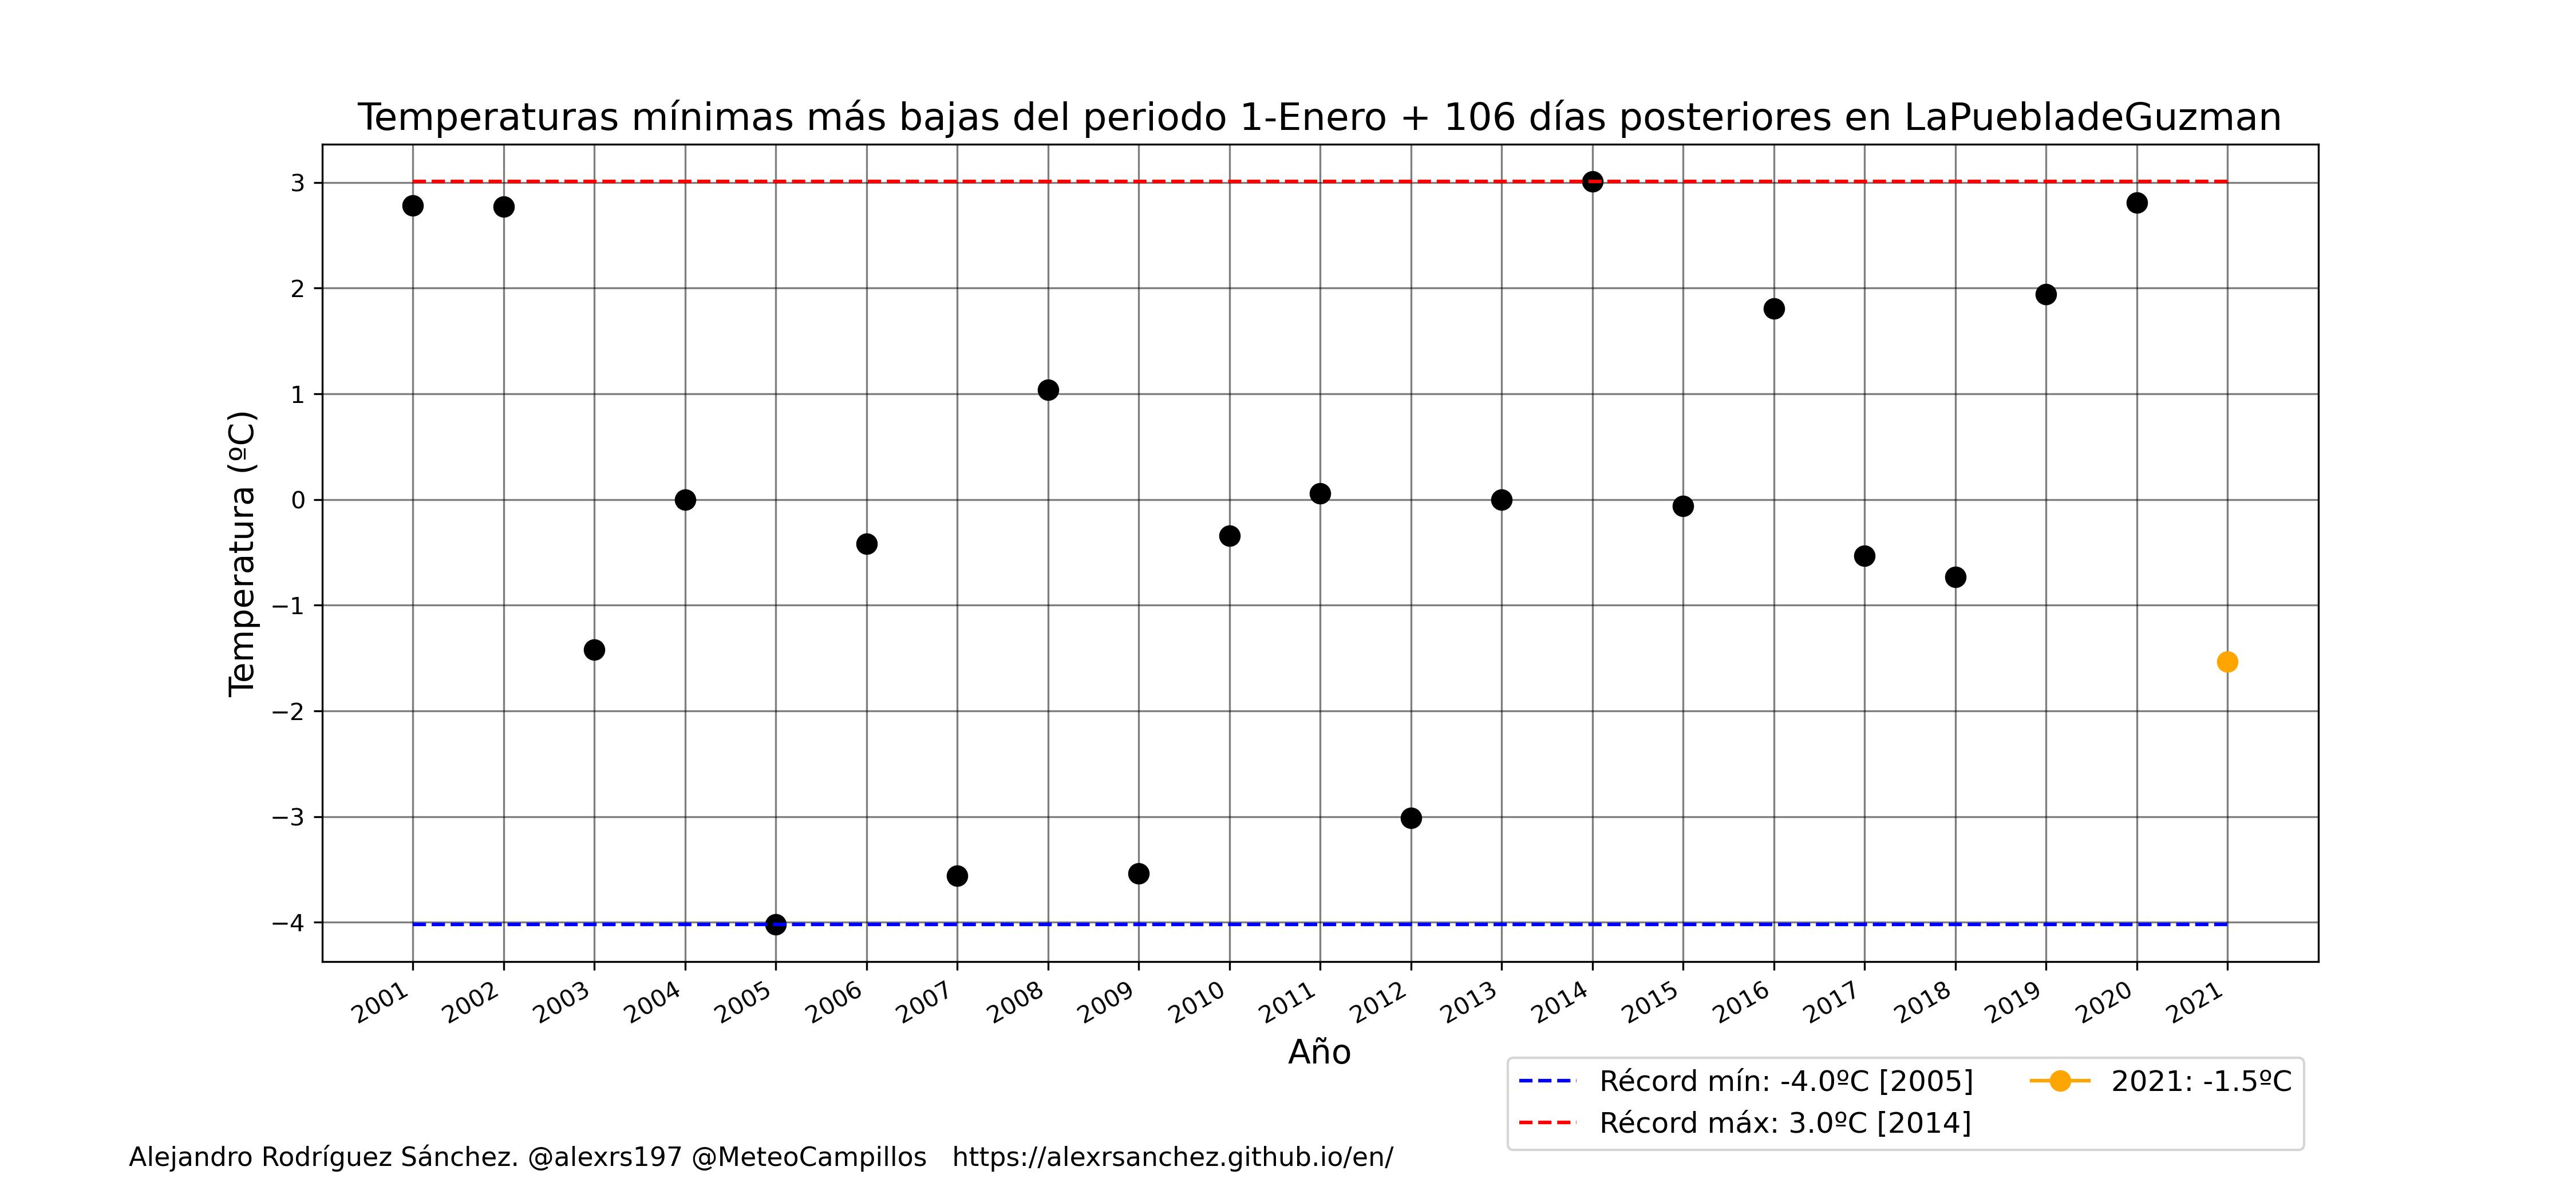 Temperaturas mínimas más bajas del periodo 1-Enero + 106 días posteriores en LaPuebladeGuzman
Temperatura (ºC)
3
2
1
0
−1
−2
−3
−4
2001 2002 2003 2004 2005 2006 2007 2008 2009 2010 2011 2012 2013 2014 2015 2016 2017 2018 2019 2020 2021
Año
Récord mín: -4.0ºC [2005]
Récord máx: 3.0ºC [2014]
2021: -1.5ºC
Alejandro Rodríguez Sánchez. @alexrs197 @MeteoCampillos https://alexrsanchez.github.io/en/